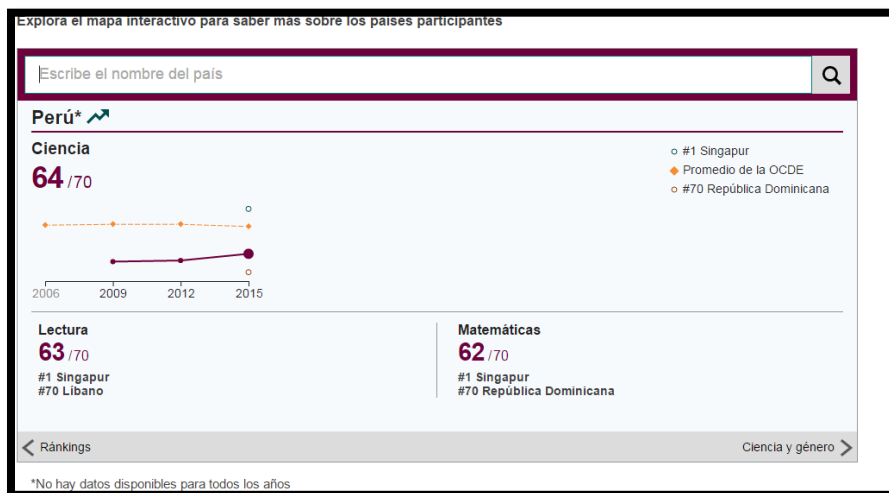 Explora el mapa interactivo para saber más sobre los países participantes
Escribe el nombre del país
Perú*
Ciencia
64/70
#1 Singapur
Promedio de la OCDE
#70 República Dominicana
2006 2009 2012 2015
Lectura
63/70
#1 Singapur
#70 Líbano
Matemáticas
62/70
#1 Singapur
#70 República Dominicana
Ránkings
Ciencia y género
*No hay datos disponibles para todos los años